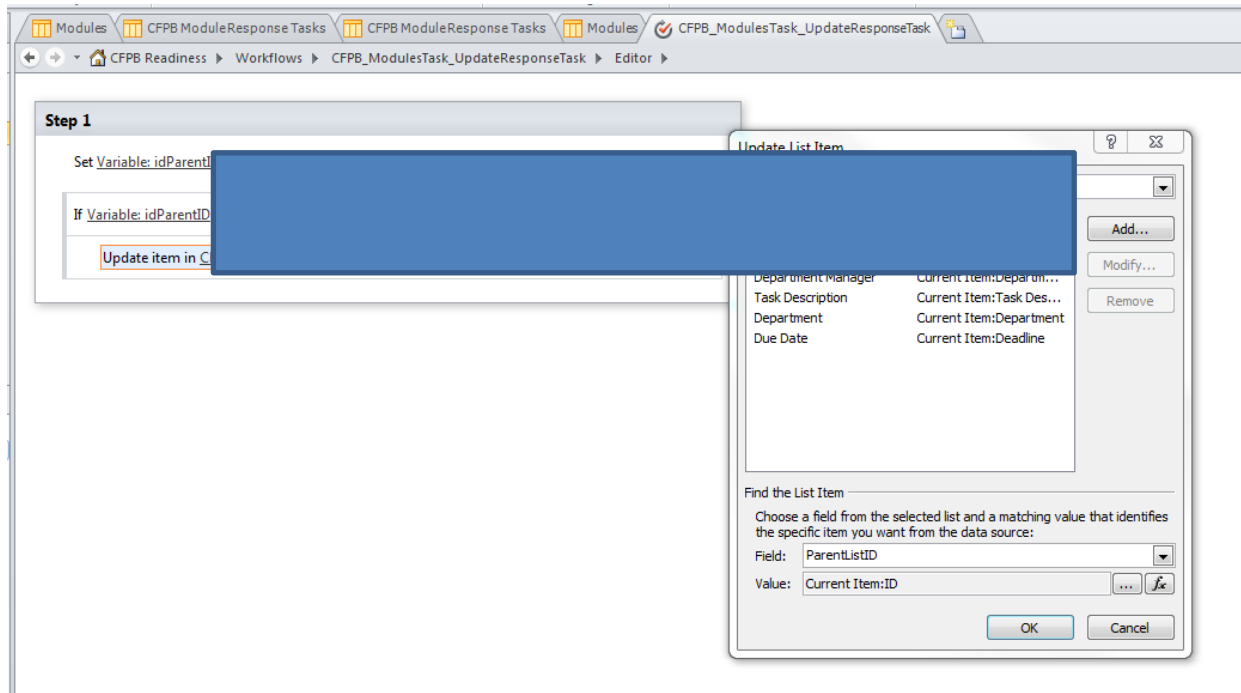 Modules CFPB ModuleResponse Tasks CFPB ModuleResponse Tasks Modules CFPB_ModulesTask_UpdateResponseTask
CFPB Readiness Workflows CFPB_ModulesTask_UpdateResponseTask Editor
Step 1
Set Variable: idParentI
If Variable: idParentID
Update item in
Update List Item
Add...
Modify...
Remove
Department Manager Current Item:Departm...
Task Description Current Item:Task Des...
Department Current Item:Department
Due Date Current Item:Deadline
Find the List Item
Choose a field from the selected list and a matching value that identifies
the specific item you want from the data source:
Field: ParentListID
Value: Current Item:ID
... fx
OK Cancel